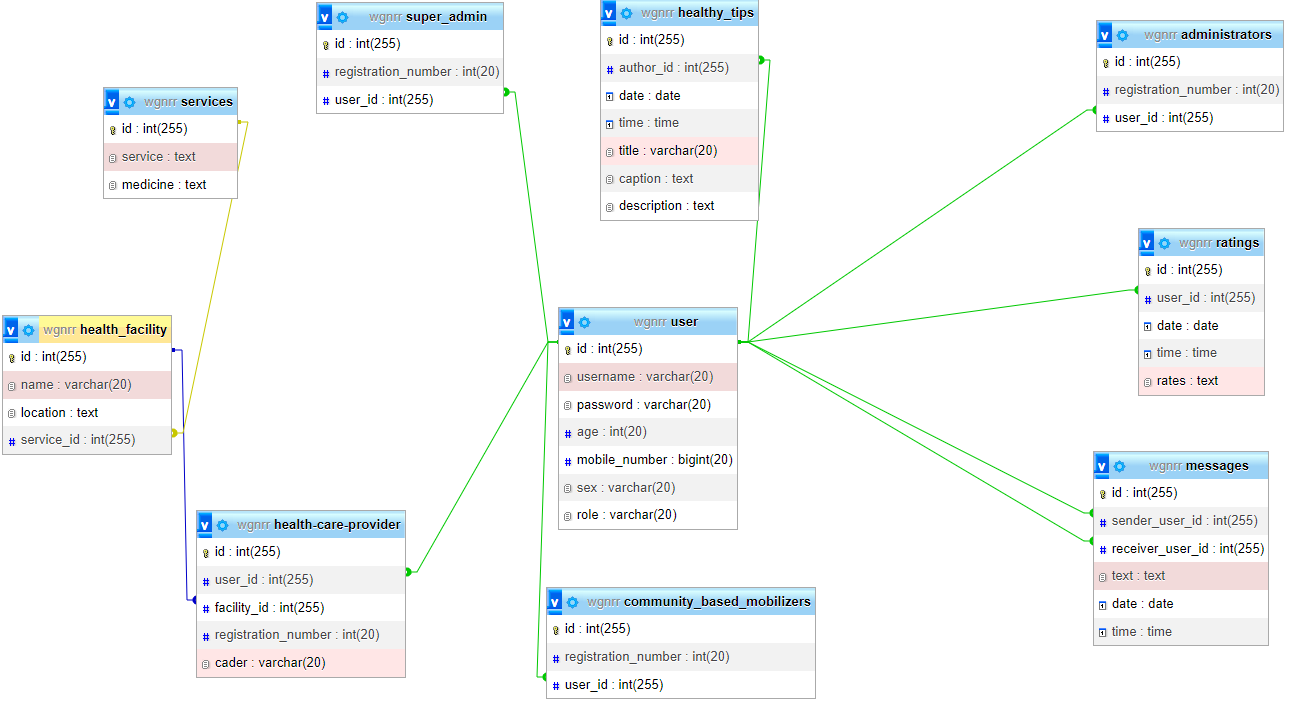 v wgnrr super_admin
id : int(255)
# registration_number : int(20)
# user_id : int(255)
v wgnrr healthy_tips
id : int(255)
# author_id : int(255)
date : date
time : time
title : varchar(20)
caption : text
description : text
v wgnrr administrators
id : int(255)
# registration_number : int(20)
# user_id : int(255)
v wgnrr services
id : int(255)
service : text
medicine : text
v wgnrr ratings
id : int(255)
# user_id : int(255)
date : date
time : time
rates : text
v wgnrr health_facility
id : int(255)
name : varchar(20)
location : text
# service_id : int(255)
v wgnrr user
id : int(255)
username : varchar(20)
password : varchar(20)
# age : int(20)
# mobile_number : bigint(20)
sex : varchar(20)
role : varchar(20)
v wgnrr messages
id : int(255)
# sender_user_id : int(255)
# receiver_user_id : int(255)
text : text
date : date
time : time
v wgnrr health-care-provider
id : int(255)
# user_id : int(255)
# facility_id : int(255)
# registration_number : int(20)
cader : varchar(20)
v wgnrr community_based_mobilizers
id : int(255)
# registration_number : int(20)
# user_id : int(255)